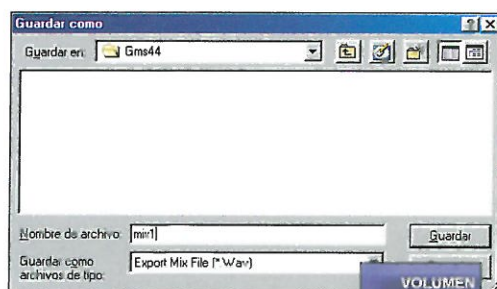 Guardar como
Guardar en: Gms44
Nombre de archivo: mix1 Guardar
Guardar como archivos de tipo: Export Mix File (*.Wav)
VOLUMEN